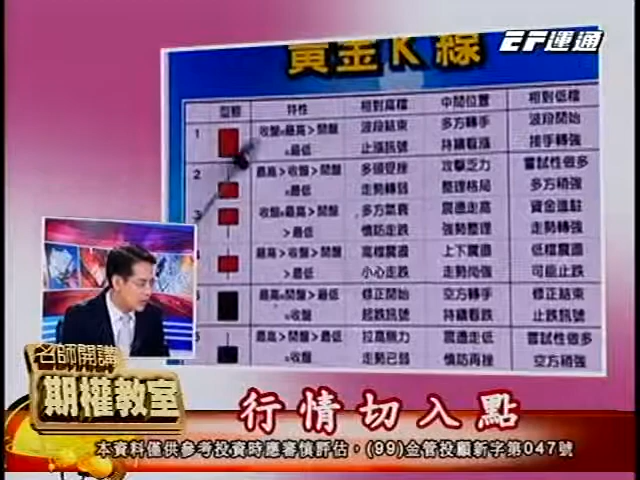 EF運通
黃金K線
型態 特性 相對高檔 中間位置 相對低檔
1 收盤=最高>開盤 波段結束 多方轉手 波段開始
=最低 止漲訊號 持續看漲 接手轉強
2 最高>收盤>開盤 多頭受挫 攻擊乏力 嘗試性做多
=最低 走勢轉弱 整理格局 多方稍強
3 收盤=最高>開盤 多方氣衰 震盪走高 資金進駐
>最低 慎防走跌 強勢整理 走勢轉強
4 最高>收盤>開盤 高檔震盪 上下震盪 低檔震盪
>最低 小心走跌 走勢尚強 可能止跌
5 最高=開盤>最低 修正開始 空方轉手 修正結束
=收盤 起跌訊號 持續看跌 止跌訊號
最高>開盤>最低 拉高無力 震盪走低 嘗試性做多
=收盤 走勢已弱 慎防再挫 空方稍強
名師開講
期權教室
行情切入點
本資料僅供參考投資時應審慎評估，(99)金管投顧新字第047號